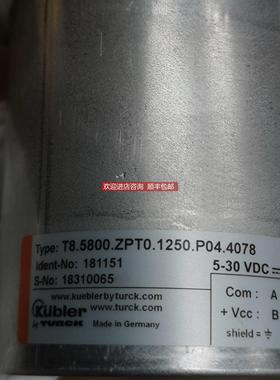 欢迎进店咨询 顺丰包邮
Type: T8.5800.ZPT0.1250.P04.4078
Ident-No: 181151
5-30 VDC
S-No: 18310065
www.kueblerbyturck.com
www.kuebler.com
Kübler
by TURCK
Made in Germany
Com : A
+ Vcc : B
shield =